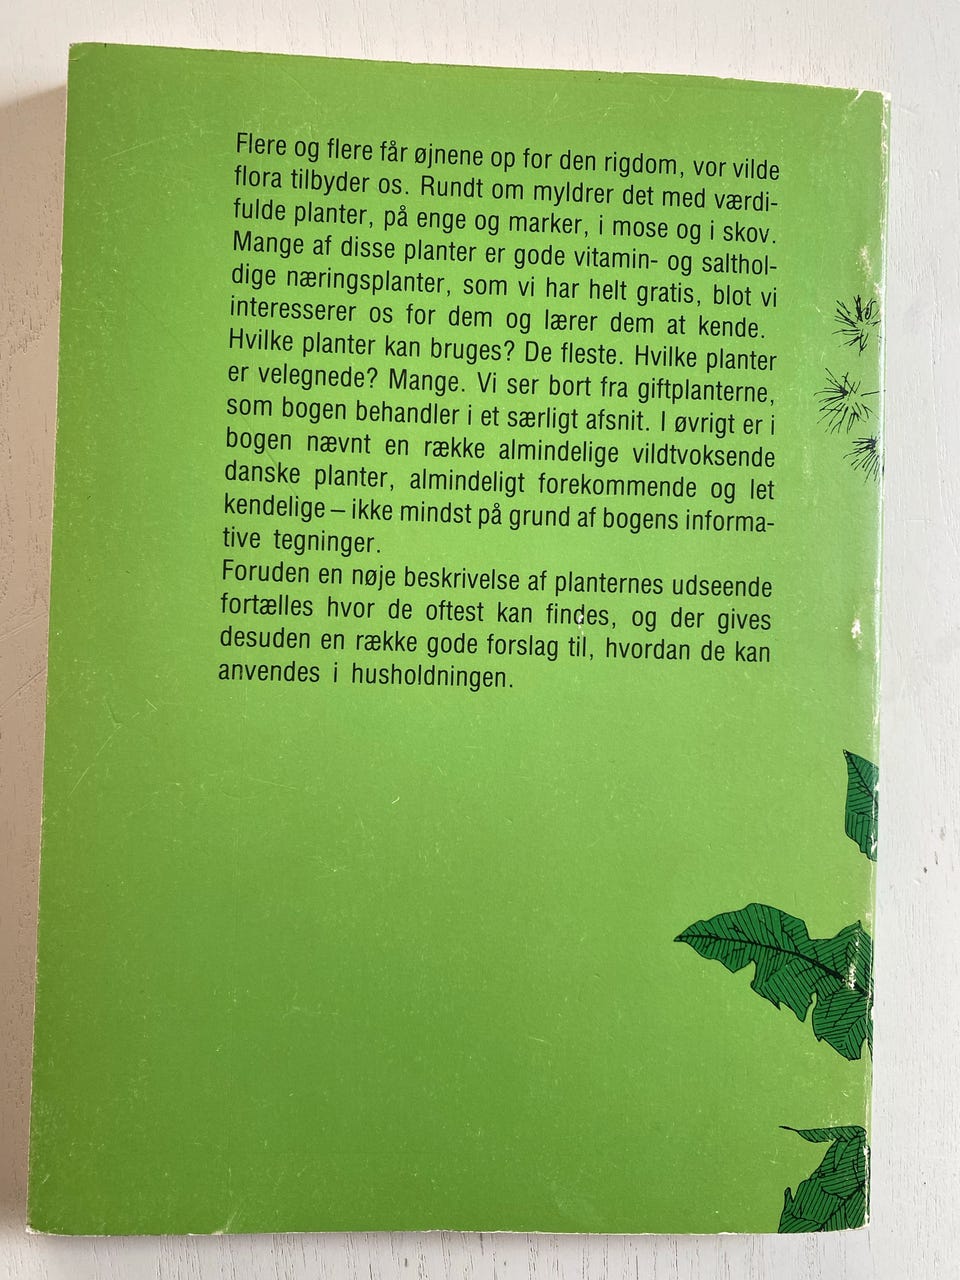 Flere og flere får øjnene op for den rigdom, vor vilde
flora tilbyder os. Rundt om myldrer det med værdi-
fulde planter, på enge og marker, i mose og i skov.
Mange af disse planter er gode vitamin- og salthol-
dige næringsplanter, som vi har helt gratis, blot vi
interesserer os for dem og lærer dem at kende.
Hvilke planter kan bruges? De fleste. Hvilke planter
er velegnede? Mange. Vi ser bort fra giftplanterne,
som bogen behandler i et særligt afsnit. I øvrigt er i
bogen nævnt en række almindelige vildtvoksende
danske planter, almindeligt forekommende og let
kendelige – ikke mindst på grund af bogens informa-
tive tegninger.
Foruden en nøje beskrivelse af planternes udseende
fortælles hvor de oftest kan findes, og der gives
desuden en række gode forslag til, hvordan de kan
anvendes i husholdningen.